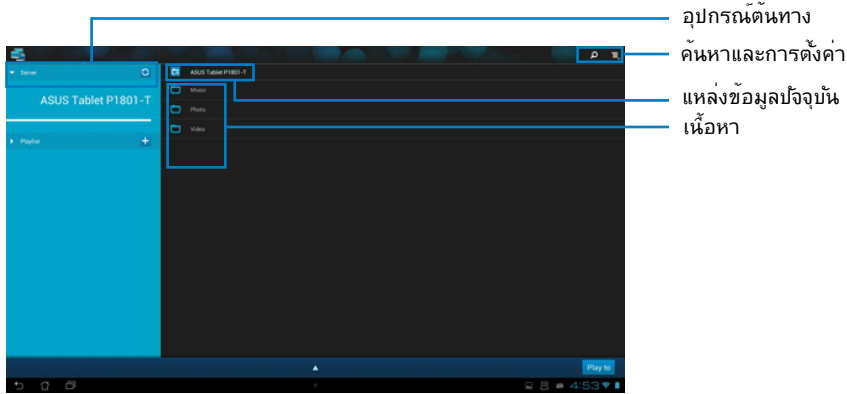 อุปกรณ์ต้นทาง
ค้นหาและการตั้งค่า
Server
ASUS Tablet P1801-T
แหล่งข้อมูลปัจจุบัน
ASUS Tablet P1801-T
Music
Photo
เนื้อหา
Video
Playlist
Play to
4:53